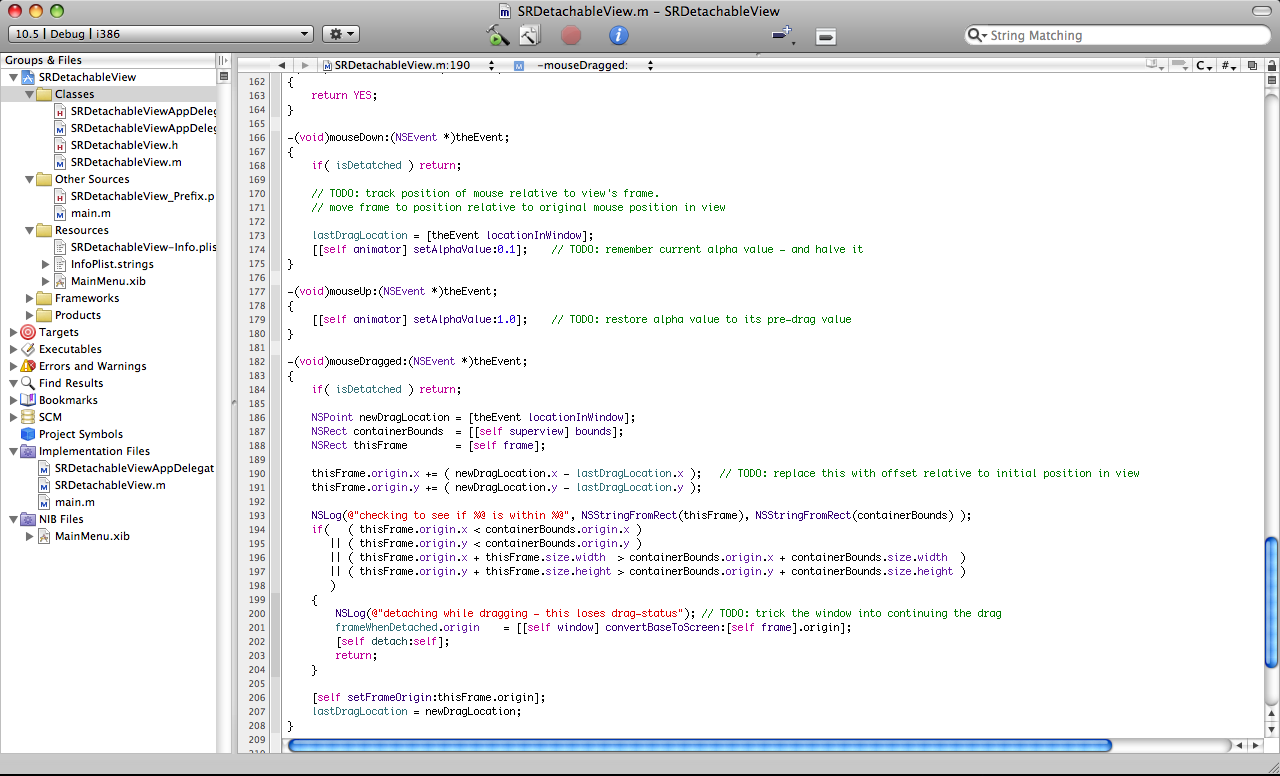 SRDetachableView.m – SRDetachableView
10.5 | Debug | i386
String Matching
Groups & Files
SRDetachableView
Classes
SRDetachableViewAppDeleg
SRDetachableViewAppDeleg
SRDetachableView.h
SRDetachableView.m
Other Sources
SRDetachableView_Prefix.p
main.m
Resources
SRDetachableView-Info.plis
InfoPlist.strings
MainMenu.xib
Frameworks
Products
Targets
Executables
Errors and Warnings
Find Results
Bookmarks
SCM
Project Symbols
Implementation Files
SRDetachableViewAppDelegat
SRDetachableView.m
main.m
NIB Files
MainMenu.xib
SRDetachableView.m:190 M -mouseDragged: C #
162 {
163 return YES;
164 }
165
166 -(void)mouseDown:(NSEvent *)theEvent;
167 {
168 if( isDetatched ) return;
169
170 // TODO: track position of mouse relative to view's frame.
171 // move frame to position relative to original mouse position in view
172
173 lastDragLocation = [theEvent locationInWindow];
174 [[self animator] setAlphaValue:0.1]; // TODO: remember current alpha value - and halve it
175 }
176
177 -(void)mouseUp:(NSEvent *)theEvent;
178 {
179 [[self animator] setAlphaValue:1.0]; // TODO: restore alpha value to its pre-drag value
180 }
181
182 -(void)mouseDragged:(NSEvent *)theEvent;
183 {
184 if( isDetatched ) return;
185
186 NSPoint newDragLocation = [theEvent locationInWindow];
187 NSRect containerBounds = [[self superview] bounds];
188 NSRect thisFrame = [self frame];
189
190 thisFrame.origin.x += ( newDragLocation.x - lastDragLocation.x ); // TODO: replace this with offset relative to initial position in view
191 thisFrame.origin.y += ( newDragLocation.y - lastDragLocation.y );
192
193 NSLog(@"checking to see if %@ is within %@", NSStringFromRect(thisFrame), NSStringFromRect(containerBounds) );
194 if( ( thisFrame.origin.x < containerBounds.origin.x )
195 || ( thisFrame.origin.y < containerBounds.origin.y )
196 || ( thisFrame.origin.x + thisFrame.size.width > containerBounds.origin.x + containerBounds.size.width )
197 || ( thisFrame.origin.y + thisFrame.size.height > containerBounds.origin.y + containerBounds.size.height )
198 )
199 {
200 NSLog(@"detaching while dragging - this loses drag-status"); // TODO: trick the window into continuing the drag
201 frameWhenDetached.origin = [[self window] convertBaseToScreen:[self frame].origin];
202 [self detach:self];
203 return;
204 }
205
206 [self setFrameOrigin:thisFrame.origin];
207 lastDragLocation = newDragLocation;
208 }
209